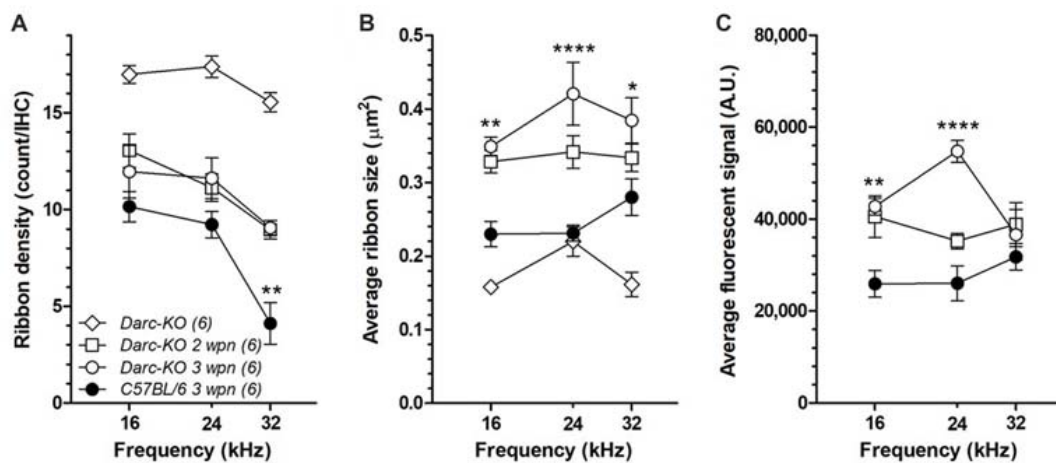 A
Ribbon density (count/IHC)
15
10
5
0
**
Darc-KO (6)
Darc-KO 2 wpn (6)
Darc-KO 3 wpn (6)
C57BL/6 3 wpn (6)
16 24 32
Frequency (kHz)
B
Average ribbon size (μm²)
0.5
0.4
0.3
0.2
0.1
0.0
**
****
*
16 24 32
Frequency (kHz)
C
Average fluorescent signal (A.U.)
80,000
60,000
40,000
20,000
0
**
****
16 24 32
Frequency (kHz)